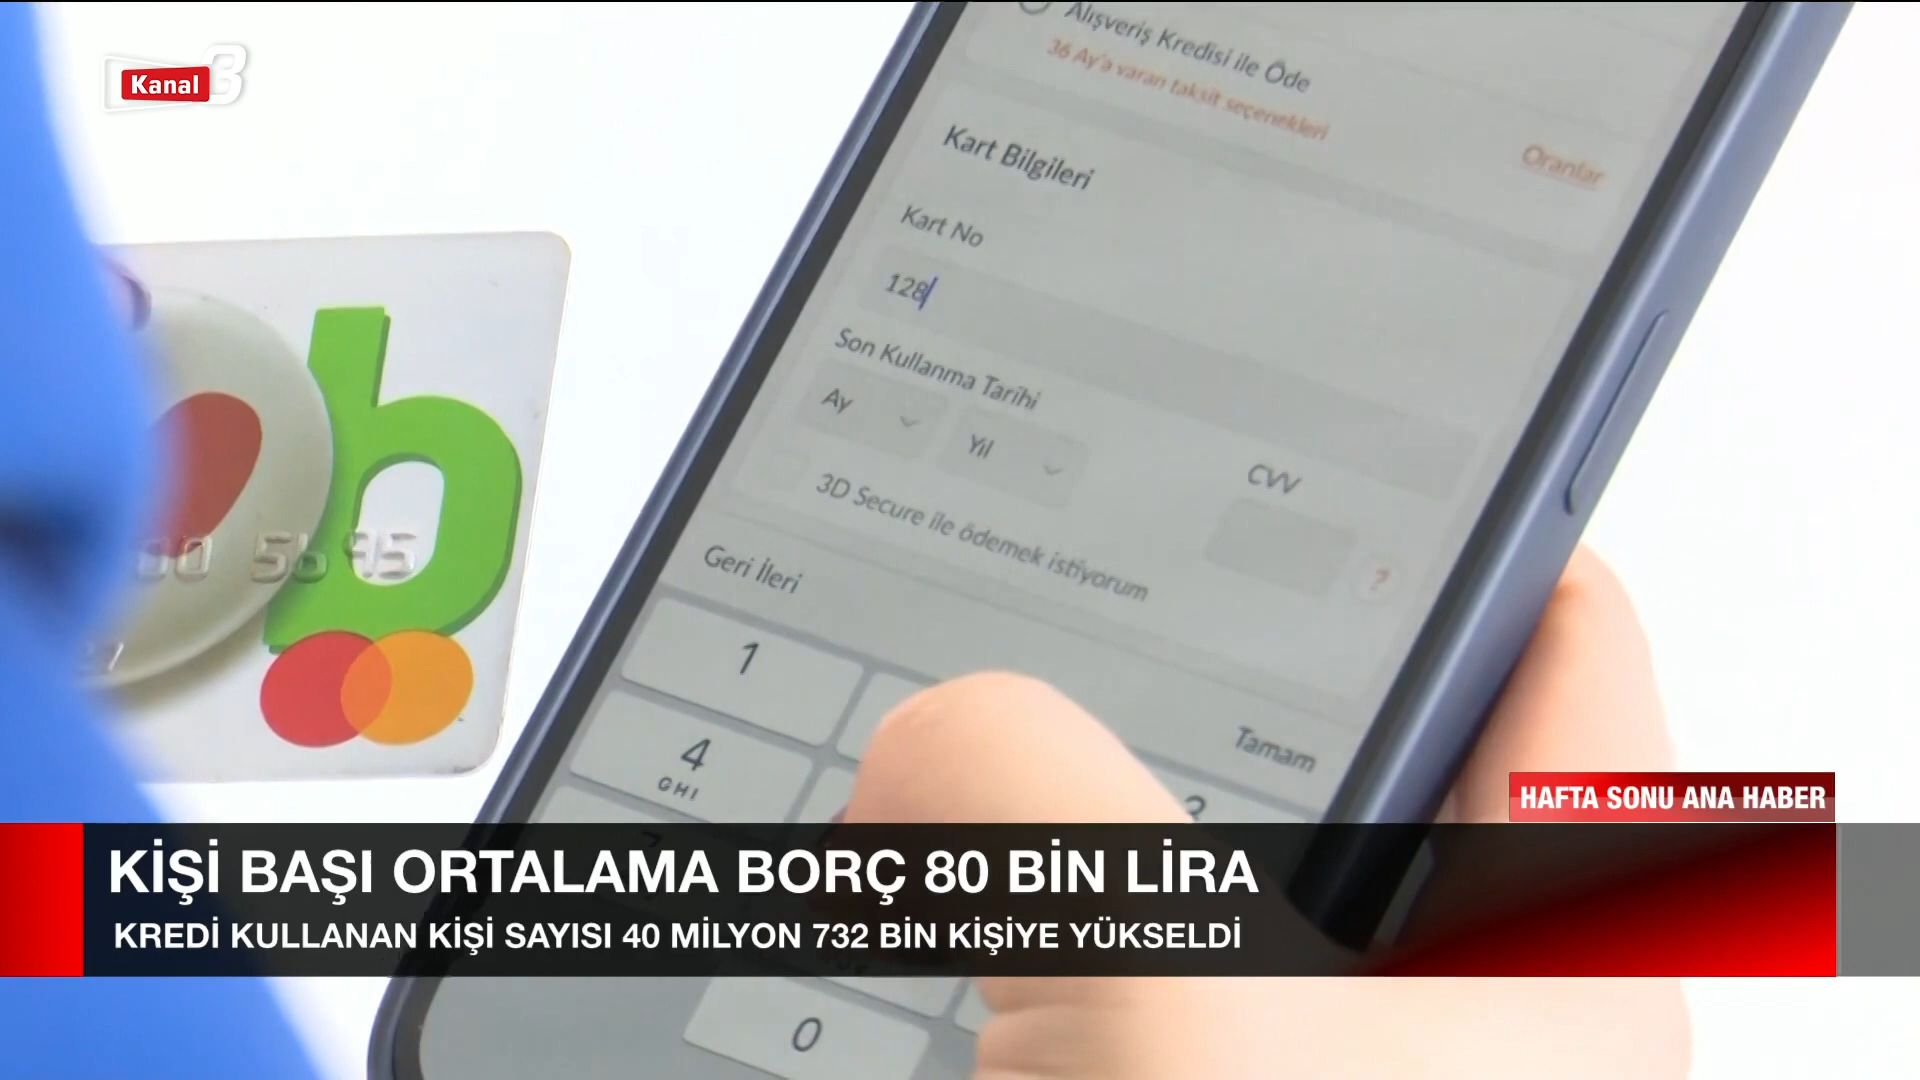 Kanal 3
Alışveriş Kredisi ile Öde
36 Ay'a varan taksit seçenekleri
Oranlar
Kart Bilgileri
Kart No
128
Son Kullanma Tarihi
Ay
Yıl
CVV
?
3D Secure ile ödemek istiyorum
Geri İleri
Tamam
1
4
GHI
0
b
56 95
HAFTA SONU ANA HABER
KİŞİ BAŞI ORTALAMA BORÇ 80 BİN LİRA
KREDİ KULLANAN KİŞİ SAYISI 40 MİLYON 732 BİN KİŞİYE YÜKSELDİ